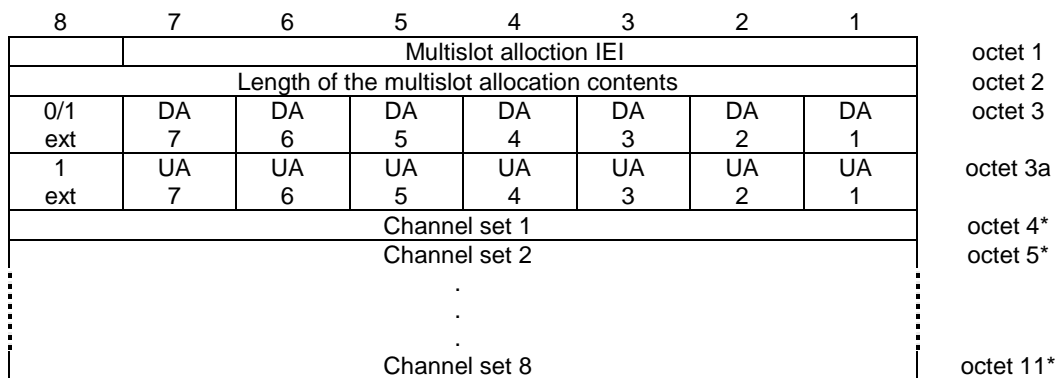 8 7 6 5 4 3 2 1
Multislot alloction IEI octet 1
Length of the multislot allocation contents octet 2
0/1 DA DA DA DA DA DA DA octet 3
ext 7 6 5 4 3 2 1
1 UA UA UA UA UA UA UA octet 3a
ext 7 6 5 4 3 2 1
Channel set 1 octet 4*
Channel set 2 octet 5*
.
.
.
Channel set 8 octet 11*